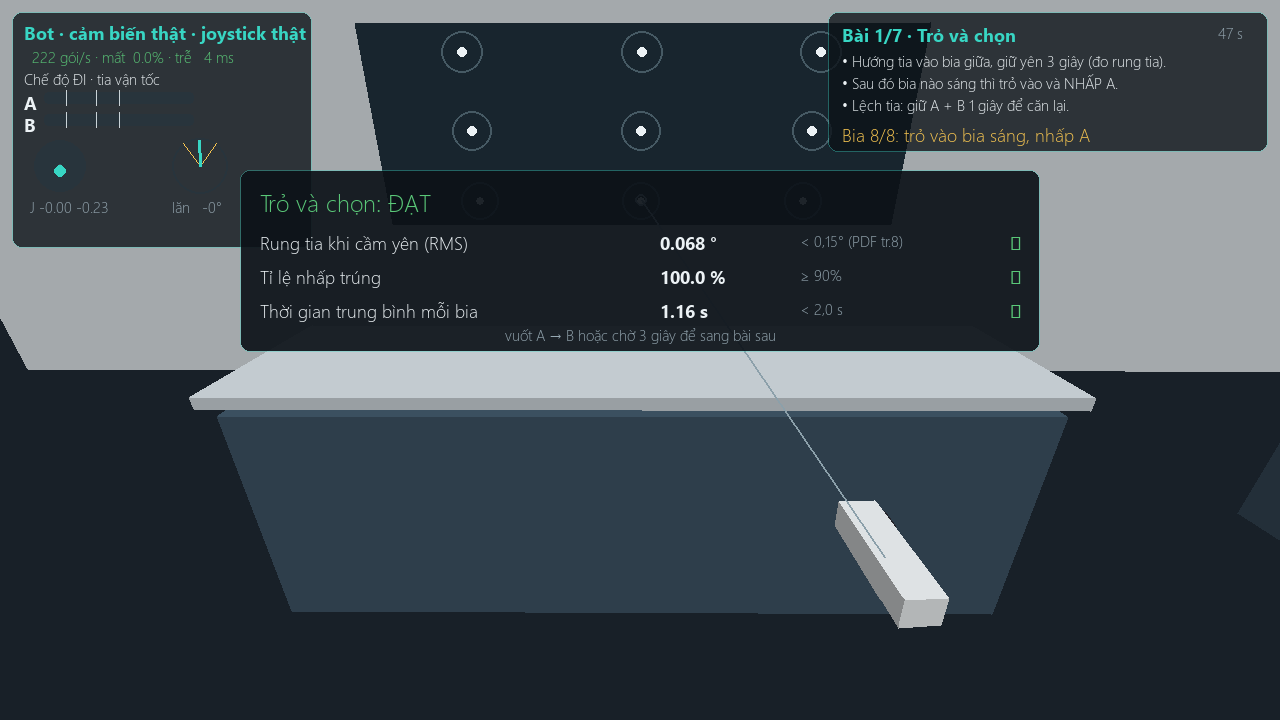 Bot · cảm biến thật · joystick thật
222 gói/s · mất 0.0% · trễ 4 ms
Chế độ ĐI · tia vận tốc
A
B
J -0.00 -0.23
lăn -0°
Bài 1/7 · Trỏ và chọn
47 s
• Hướng tia vào bia giữa, giữ yên 3 giây (đo rung tia).
• Sau đó bia nào sáng thì trỏ vào và NHẤP A.
• Lệch tia: giữ A + B 1 giây để căn lại.
Bia 8/8: trỏ vào bia sáng, nhấp A
Trỏ và chọn: ĐẠT
Rung tia khi cầm yên (RMS) 0.068 ° < 0,15° (PDF tr.8)
Tỉ lệ nhấp trúng 100.0 % ≥ 90%
Thời gian trung bình mỗi bia 1.16 s < 2,0 s
vuốt A → B hoặc chờ 3 giây để sang bài sau